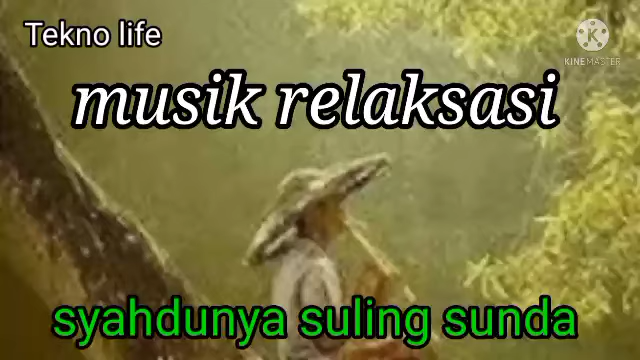 Tekno life
KINEMASTER
musik relaksasi
syahdunya suling sunda